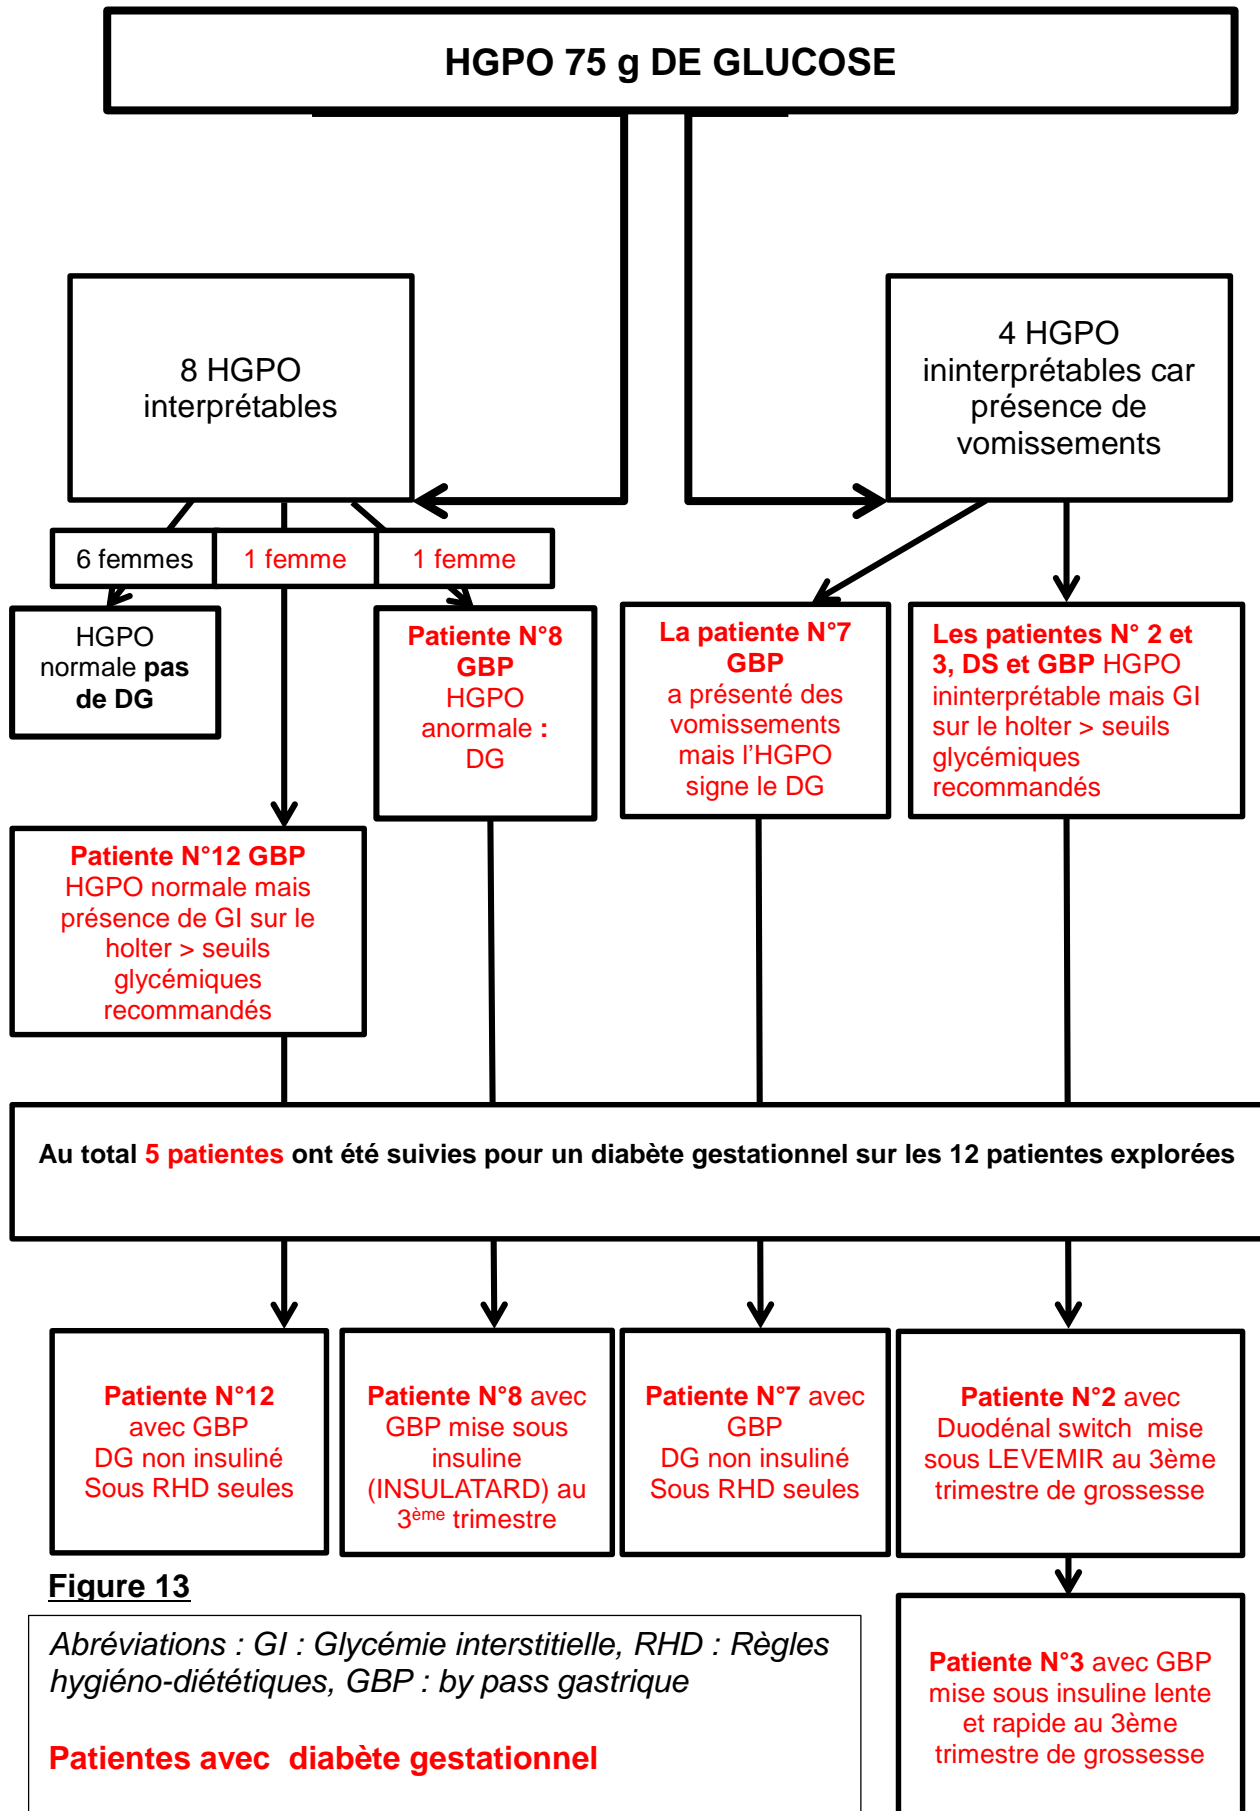 HGPO 75 g DE GLUCOSE
8 HGPO
interprétables
4 HGPO
ininterprétables car
présence de
vomissements
6 femmes
1 femme
1 femme
HGPO
normale pas
de DG
Patiente N°8
GBP
HGPO
anormale :
DG
La patiente N°7
GBP
a présenté des
vomissements
mais l’HGPO
signe le DG
Les patientes N° 2 et
3, DS et GBP HGPO
ininterprétable mais GI
sur le holter > seuils
glycémiques
recommandés
Patiente N°12 GBP
HGPO normale mais
présence de GI sur le
holter > seuils
glycémiques
recommandés
Au total 5 patientes ont été suivies pour un diabète gestationnel sur les 12 patientes explorées
Patiente N°12
avec GBP
DG non insuliné
Sous RHD seules
Patiente N°8 avec
GBP mise sous
insuline
(INSULATARD) au
3ème trimestre
Patiente N°7 avec
GBP
DG non insuliné
Sous RHD seules
Patiente N°2 avec
Duodénal switch mise
sous LEVEMIR au 3ème
trimestre de grossesse
Figure 13
Abréviations : GI : Glycémie interstitielle, RHD : Règles
hygiéno-diététiques, GBP : by pass gastrique
Patientes avec diabète gestationnel
Patiente N°3 avec GBP
mise sous insuline lente
et rapide au 3ème
trimestre de grossesse